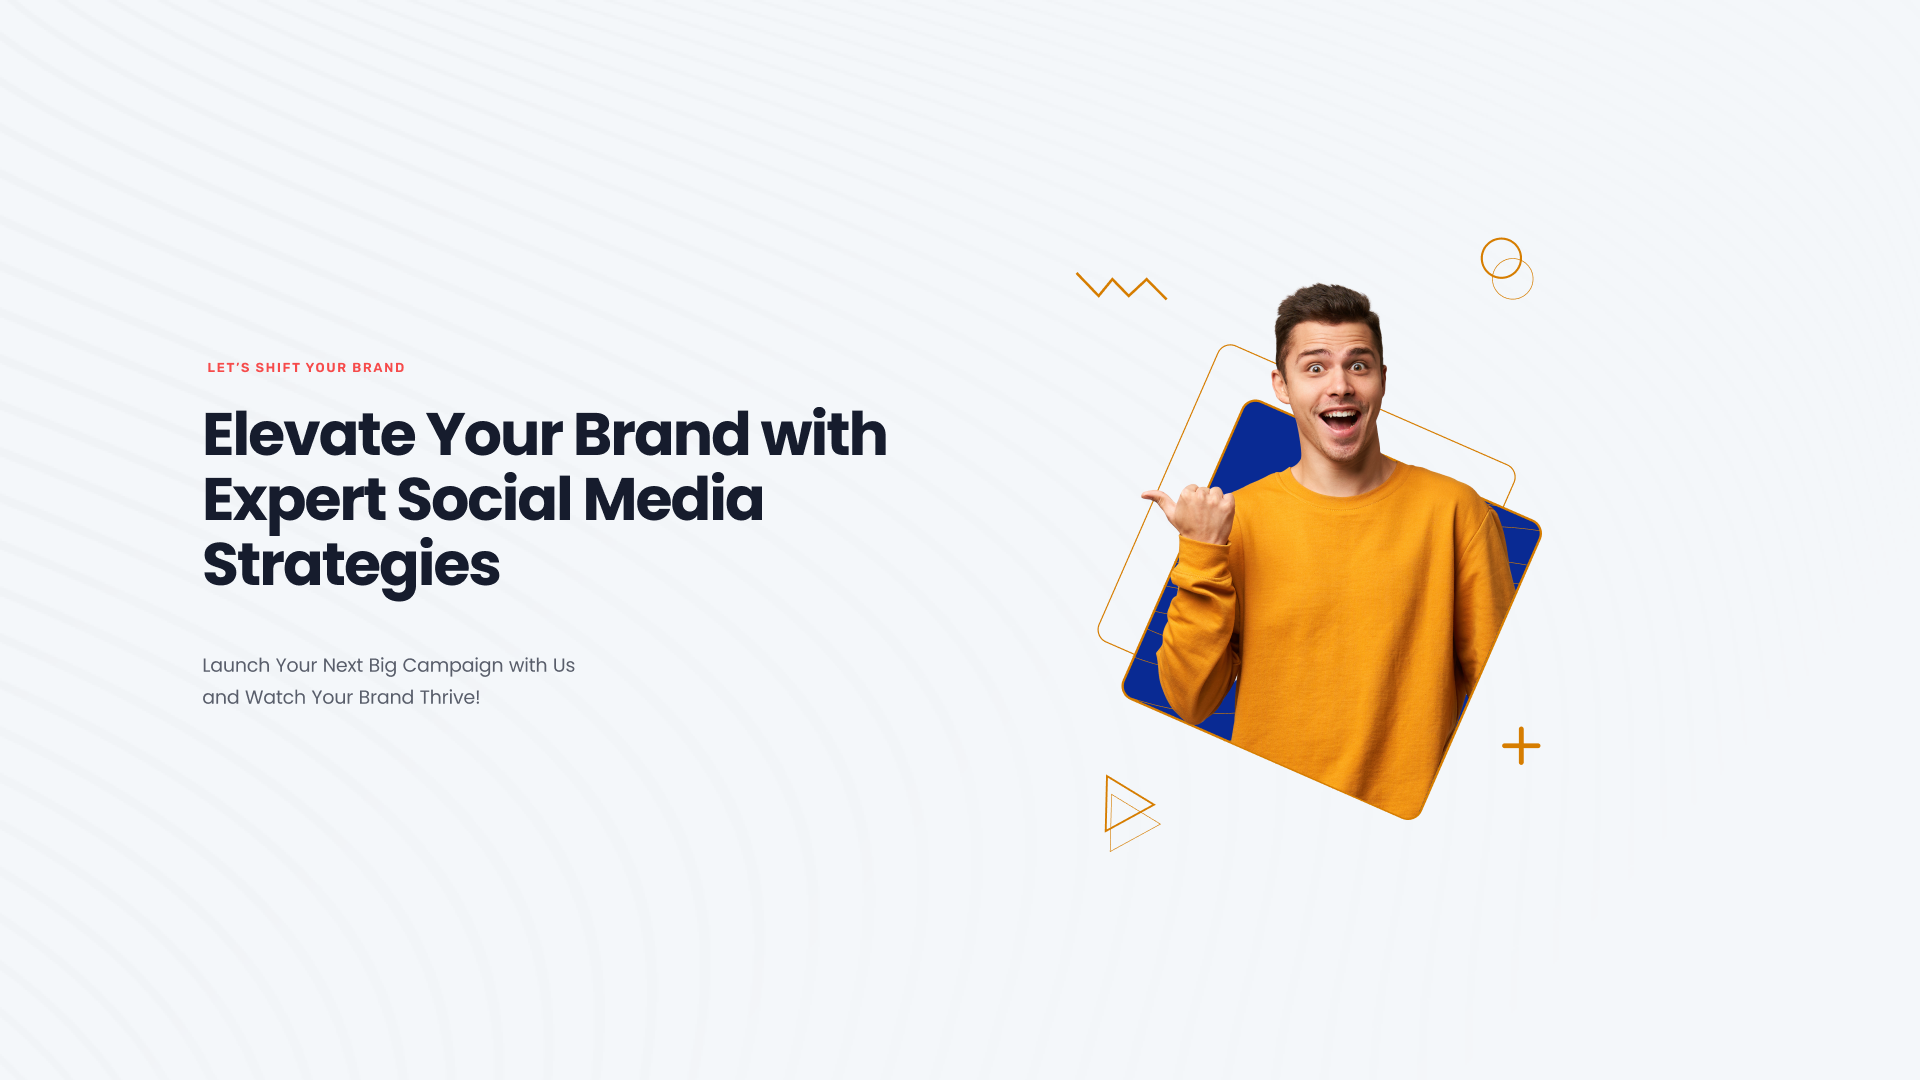 LET'S SHIFT YOUR BRAND
Elevate Your Brand with
Expert Social Media
Strategies
Launch Your Next Big Campaign with Us
and Watch Your Brand Thrive!